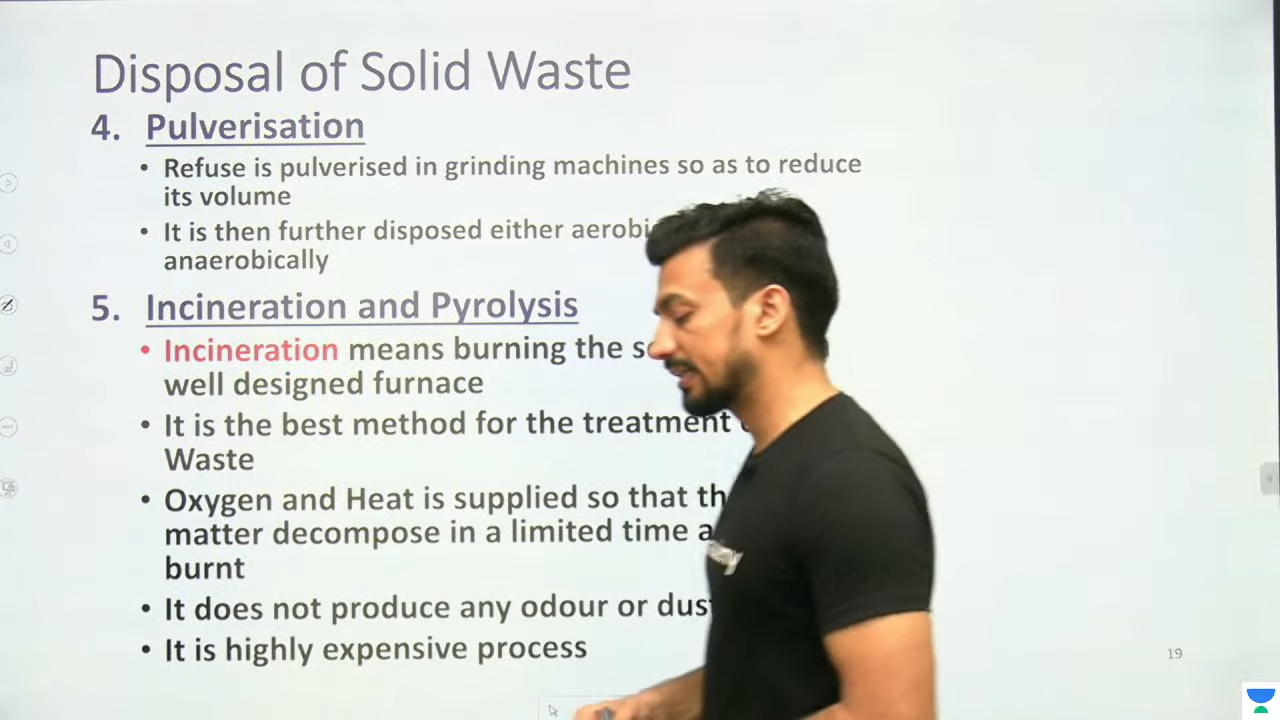 Disposal of Solid Waste
4. Pulverisation
• Refuse is pulverised in grinding machines so as to reduce
its volume
• It is then further disposed either
anaerobically
5. Incineration and Pyrolysis
• Incineration means burning the
well designed furnace
• It is the best method for the treatment
Waste
• Oxygen and Heat is supplied so that
matter decompose in a limited time
burnt
• It does not produce any odour or
• It is highly expensive process
19